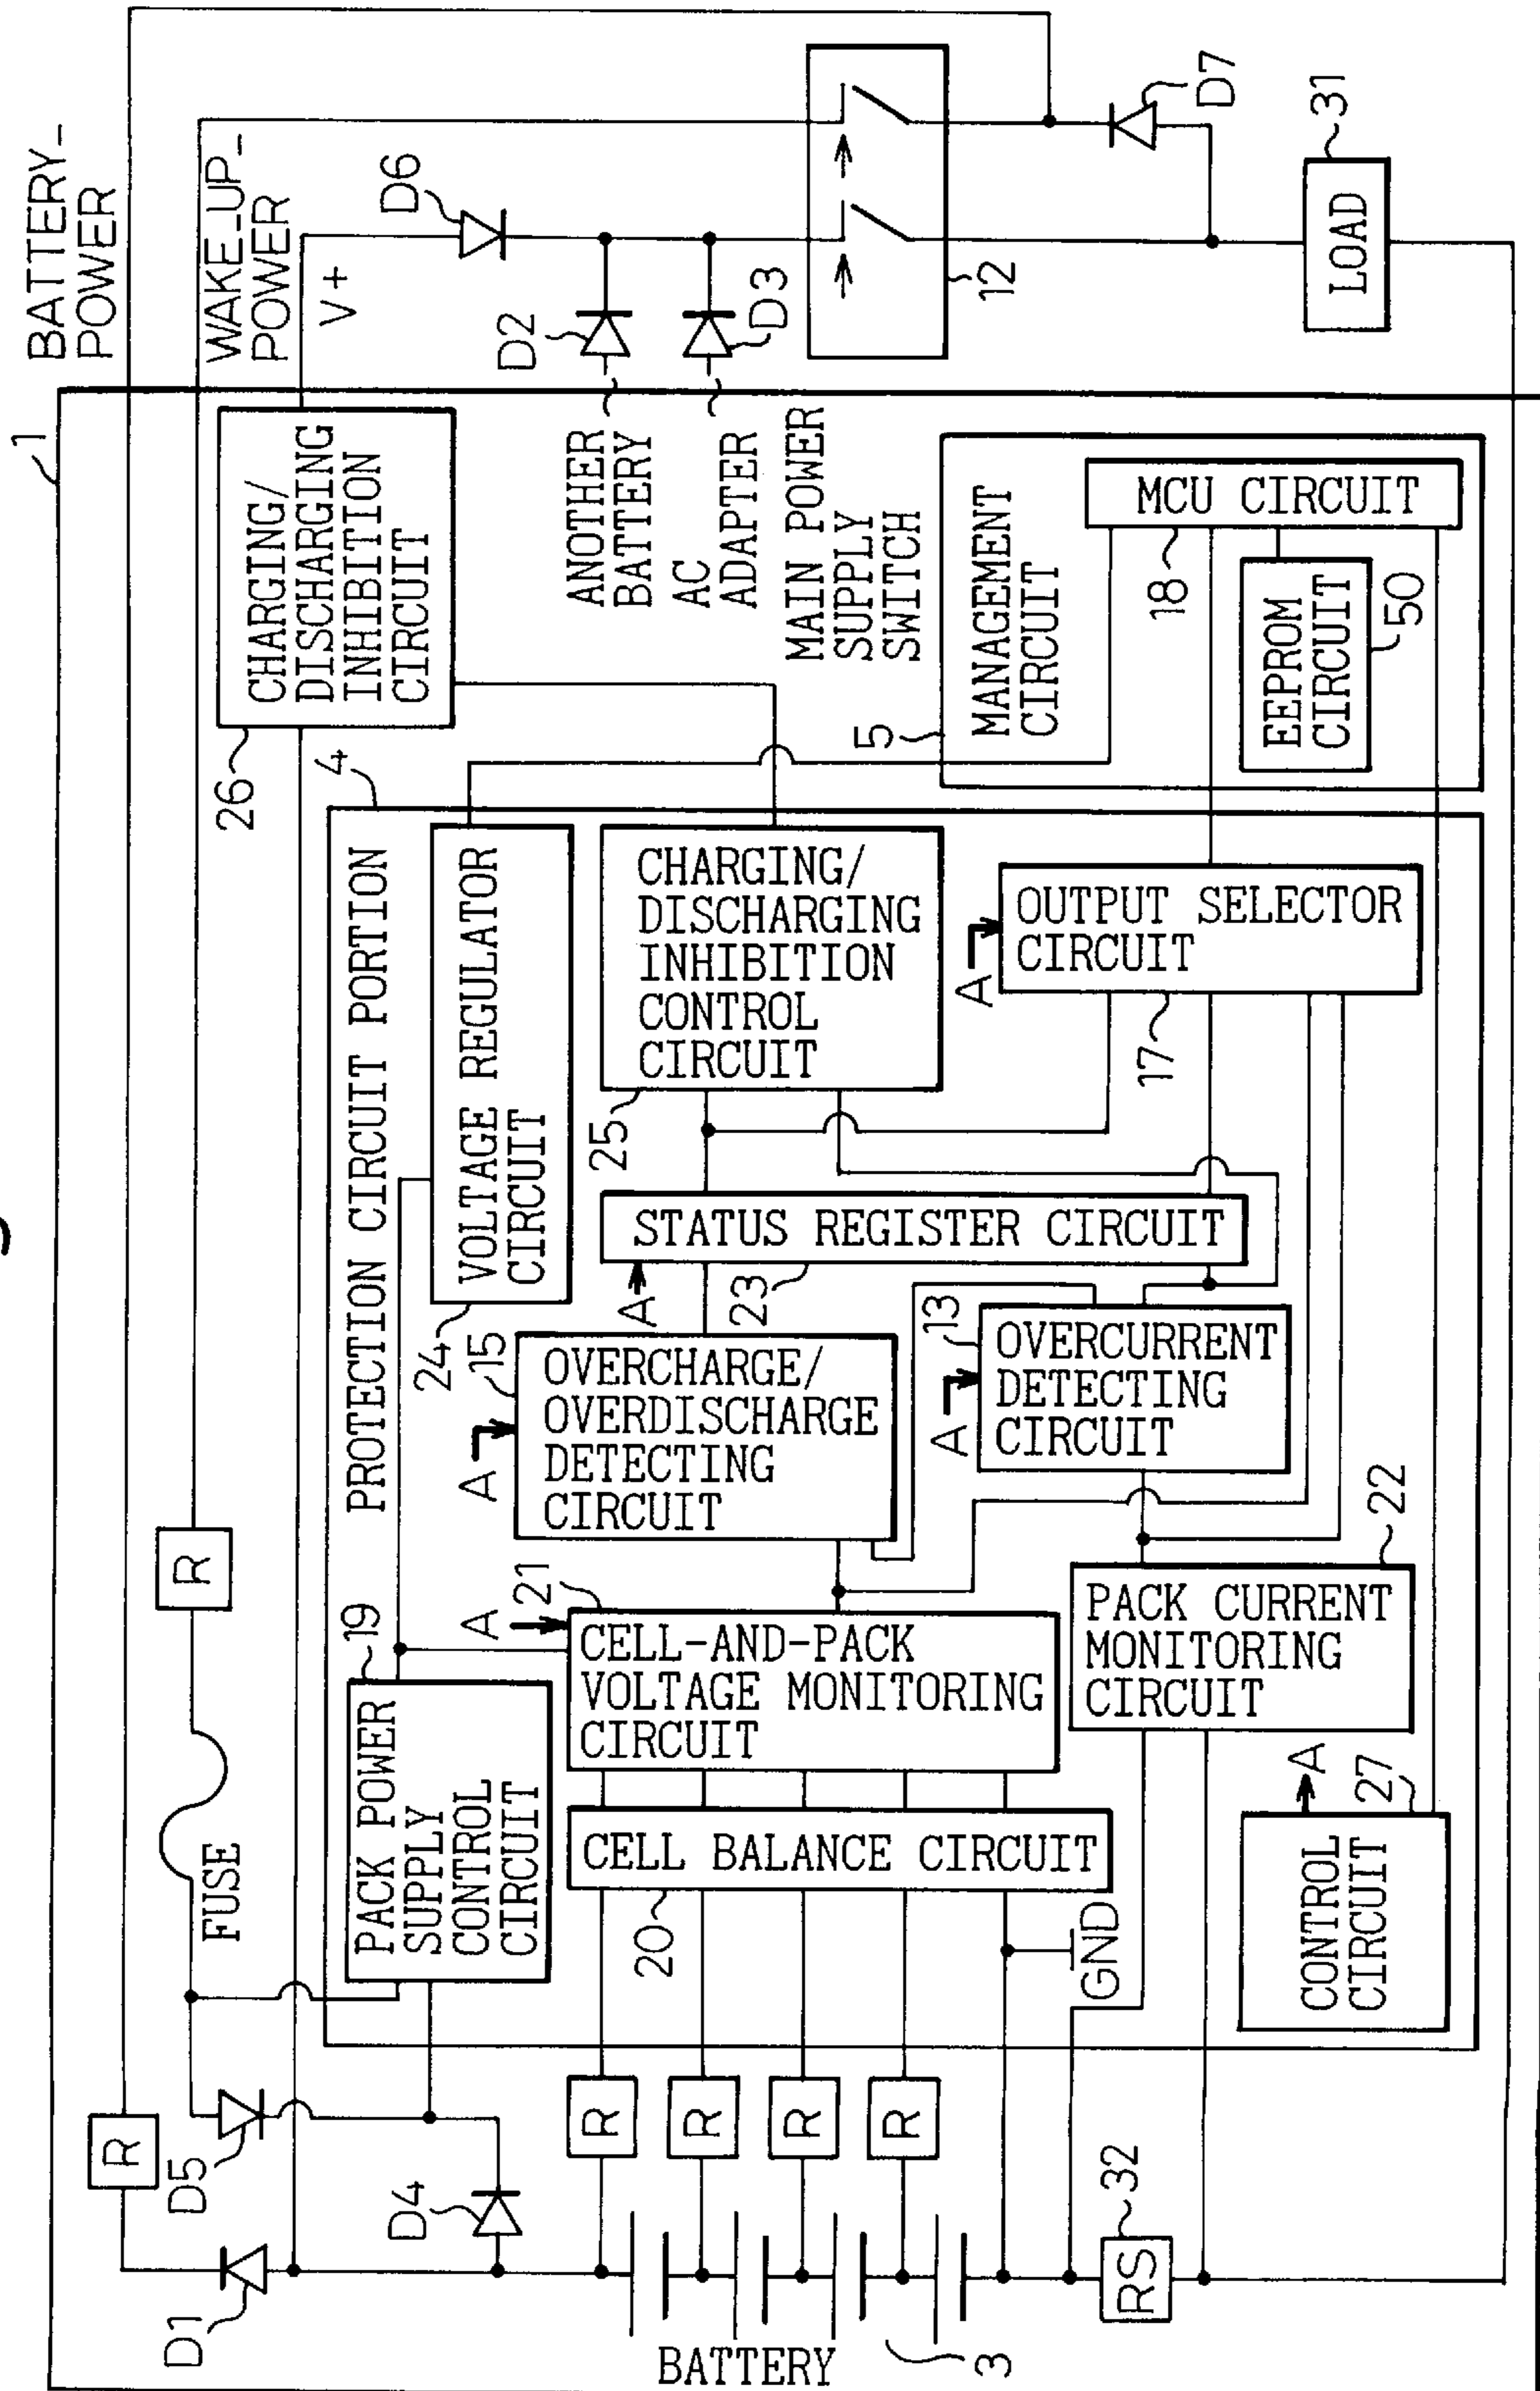 1
BATTERY-
POWER
WAKE_UP_
POWER
V+
D6
D2
D3
12
D7
31
LOAD
CHARGING/
DISCHARGING
INHIBITION
CIRCUIT
26
ANOTHER
BATTERY
AC
ADAPTER
MAIN POWER
SUPPLY
SWITCH
5
MANAGEMENT
CIRCUIT
MCU CIRCUIT
18
EEPROM
CIRCUIT
50
4
PROTECTION CIRCUIT PORTION
VOLTAGE REGULATOR
CIRCUIT
24
CHARGING/
DISCHARGING
INHIBITION
CONTROL
CIRCUIT
25
A
OUTPUT SELECTOR
CIRCUIT
17
A
STATUS REGISTER CIRCUIT
23
15
A
OVERCHARGE/
OVERDISCHARGE
DETECTING
CIRCUIT
13
A
OVERCURRENT
DETECTING
CIRCUIT
R
FUSE
19
PACK POWER
SUPPLY
CONTROL
CIRCUIT
A
21
CELL-AND-PACK
VOLTAGE MONITORING
CIRCUIT
22
PACK CURRENT
MONITORING
CIRCUIT
CELL BALANCE CIRCUIT
20
GND
A
27
CONTROL
CIRCUIT
R
D5
D1
D4
R
R
R
R
BATTERY
3
RS
32